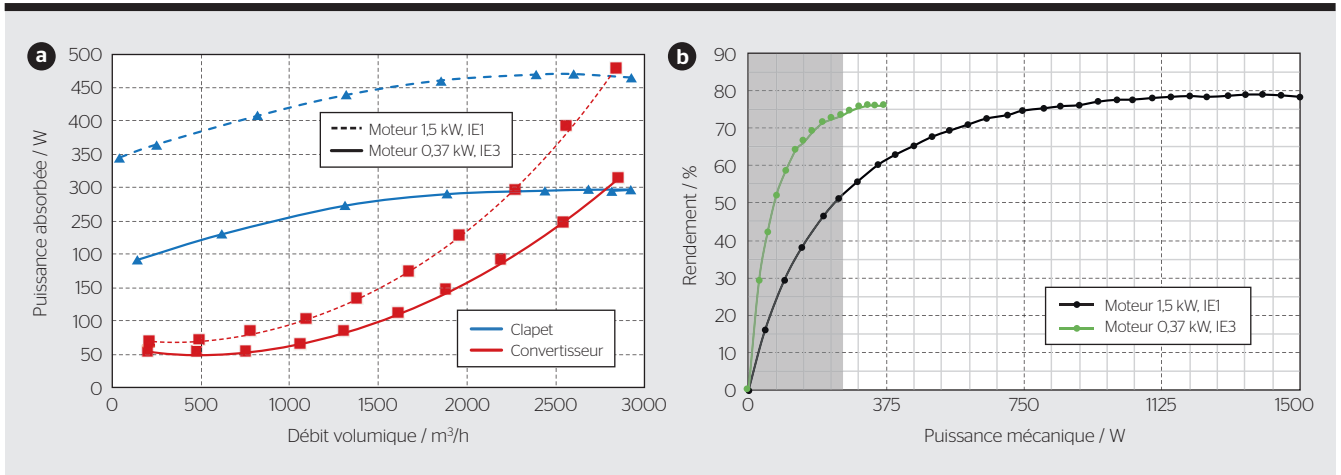 a
500
450
400
350
300
250
200
150
100
50
0
Puissance absorbée / W
Moteur 1,5 kW, IE1
Moteur 0,37 kW, IE3
Clapet
Convertisseur
0 500 1000 1500 2000 2500 3000
Débit volumique / m³/h
b
90
80
70
60
50
40
30
20
10
0
Rendement / %
Moteur 1,5 kW, IE1
Moteur 0,37 kW, IE3
0 375 750 1125 1500
Puissance mécanique / W